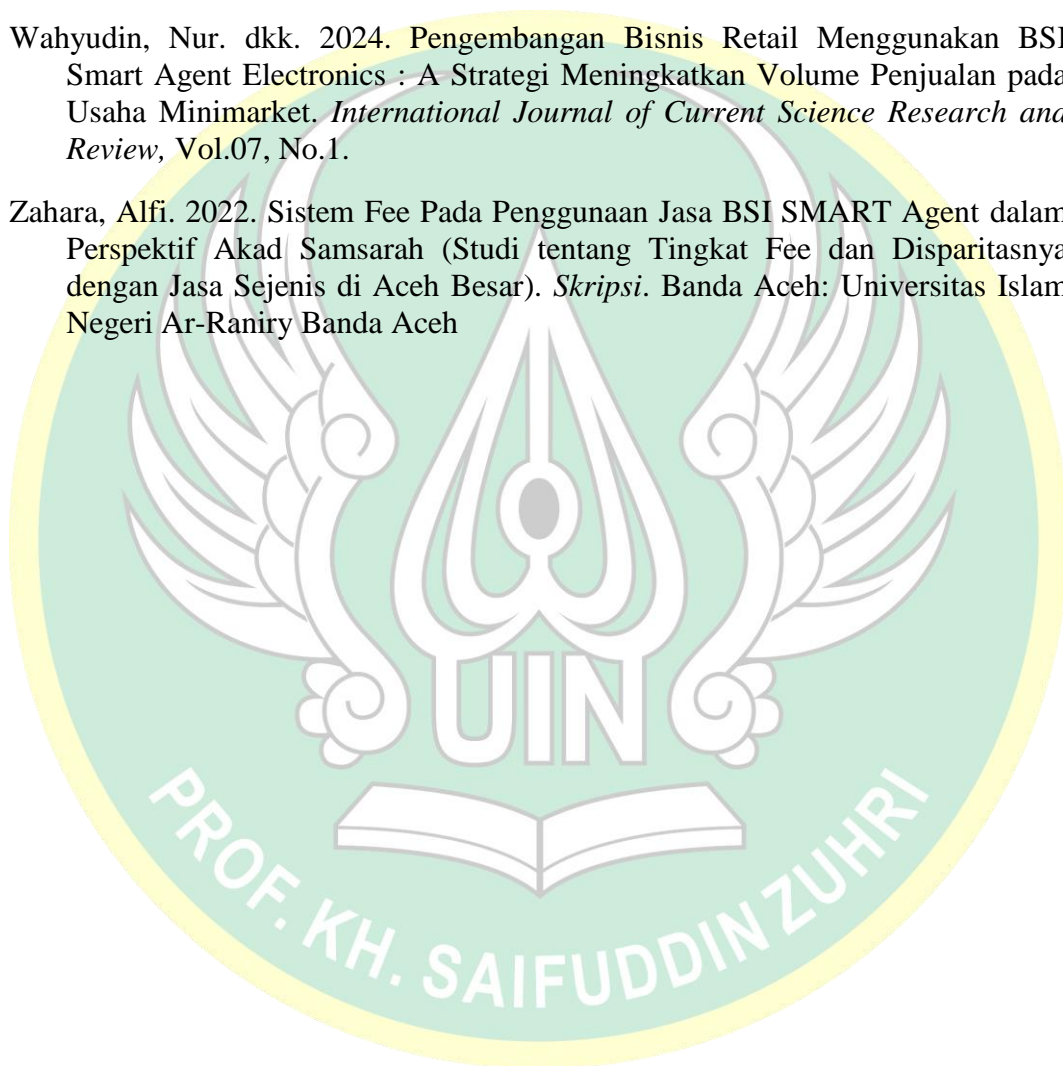 Wahyudin, Nur. dkk. 2024. Pengembangan Bisnis Retail Menggunakan BSI
Smart Agent Electronics : A Strategi Meningkatkan Volume Penjualan pada
Usaha Minimarket. International Journal of Current Science Research and
Review, Vol.07, No.1.
Zahara, Alfi. 2022. Sistem Fee Pada Penggunaan Jasa BSI SMART Agent dalam
Perspektif Akad Samsarah (Studi tentang Tingkat Fee dan Disparitasnya
dengan Jasa Sejenis di Aceh Besar). Skripsi. Banda Aceh: Universitas Islam
Negeri Ar-Raniry Banda Aceh
UIN
PROF. KH. SAIFUDDIN ZUHRI